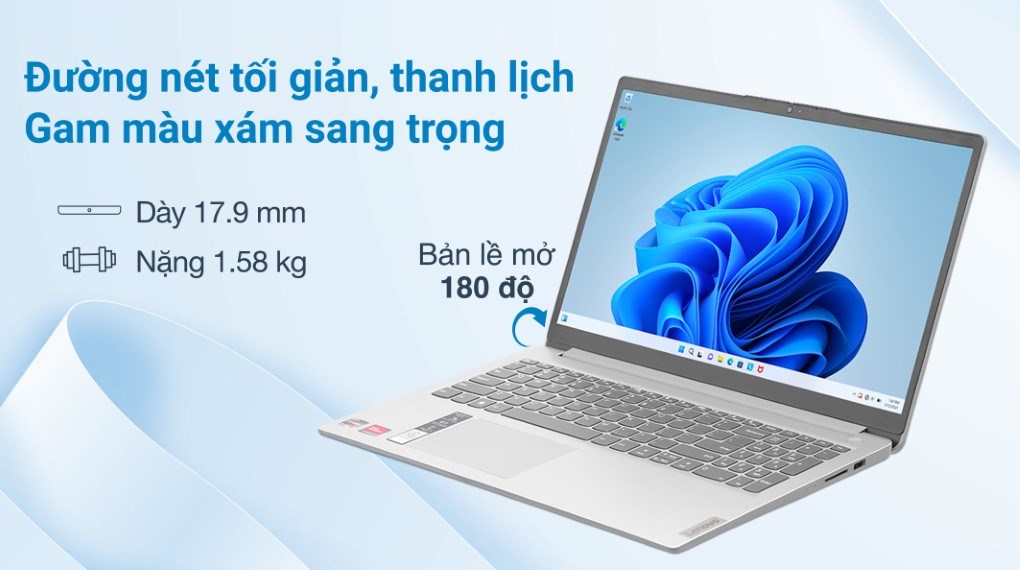 Đường nét tối giản, thanh lịch
Gam màu xám sang trọng
Dày 17.9 mm
Nặng 1.58 kg
Bản lề mở
180 độ
Lenovo